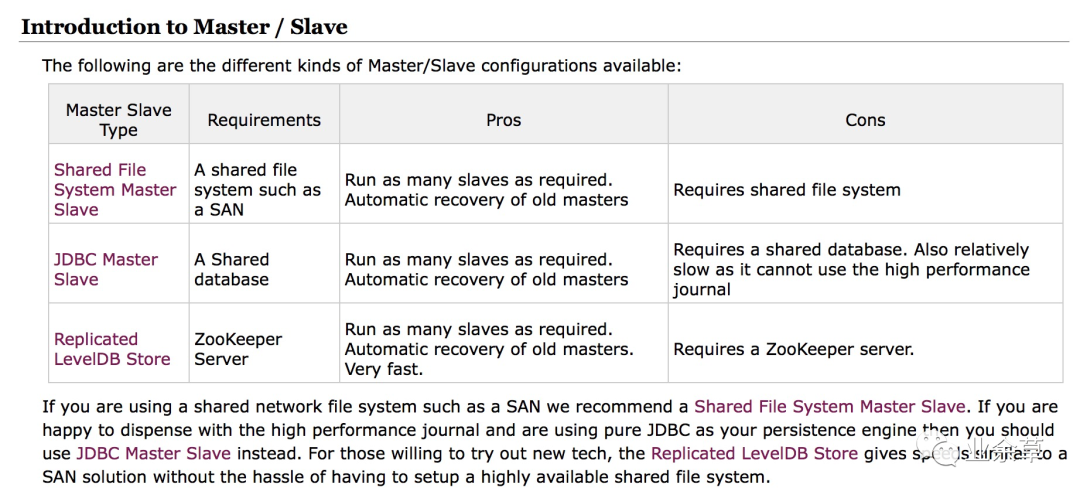 Introduction to Master / Slave
The following are the different kinds of Master/Slave configurations available:
Master Slave
Type
Requirements
Pros
Cons
Shared File
System Master
Slave
A shared file
system such as
a SAN
Run as many slaves as required.
Automatic recovery of old masters
Requires shared file system
JDBC Master
Slave
A Shared
database
Run as many slaves as required.
Automatic recovery of old masters
Requires a shared database. Also relatively
slow as it cannot use the high performance
journal
Replicated
LevelDB Store
ZooKeeper
Server
Run as many slaves as required.
Automatic recovery of old masters.
Very fast.
Requires a ZooKeeper server.
If you are using a shared network file system such as a SAN we recommend a Shared File System Master Slave. If you are
happy to dispense with the high performance journal and are using pure JDBC as your persistence engine then you should
use JDBC Master Slave instead. For those willing to try out new tech, the Replicated LevelDB Store gives speeds similar to a
SAN solution without the hassle of having to setup a highly available shared file system.
业余草